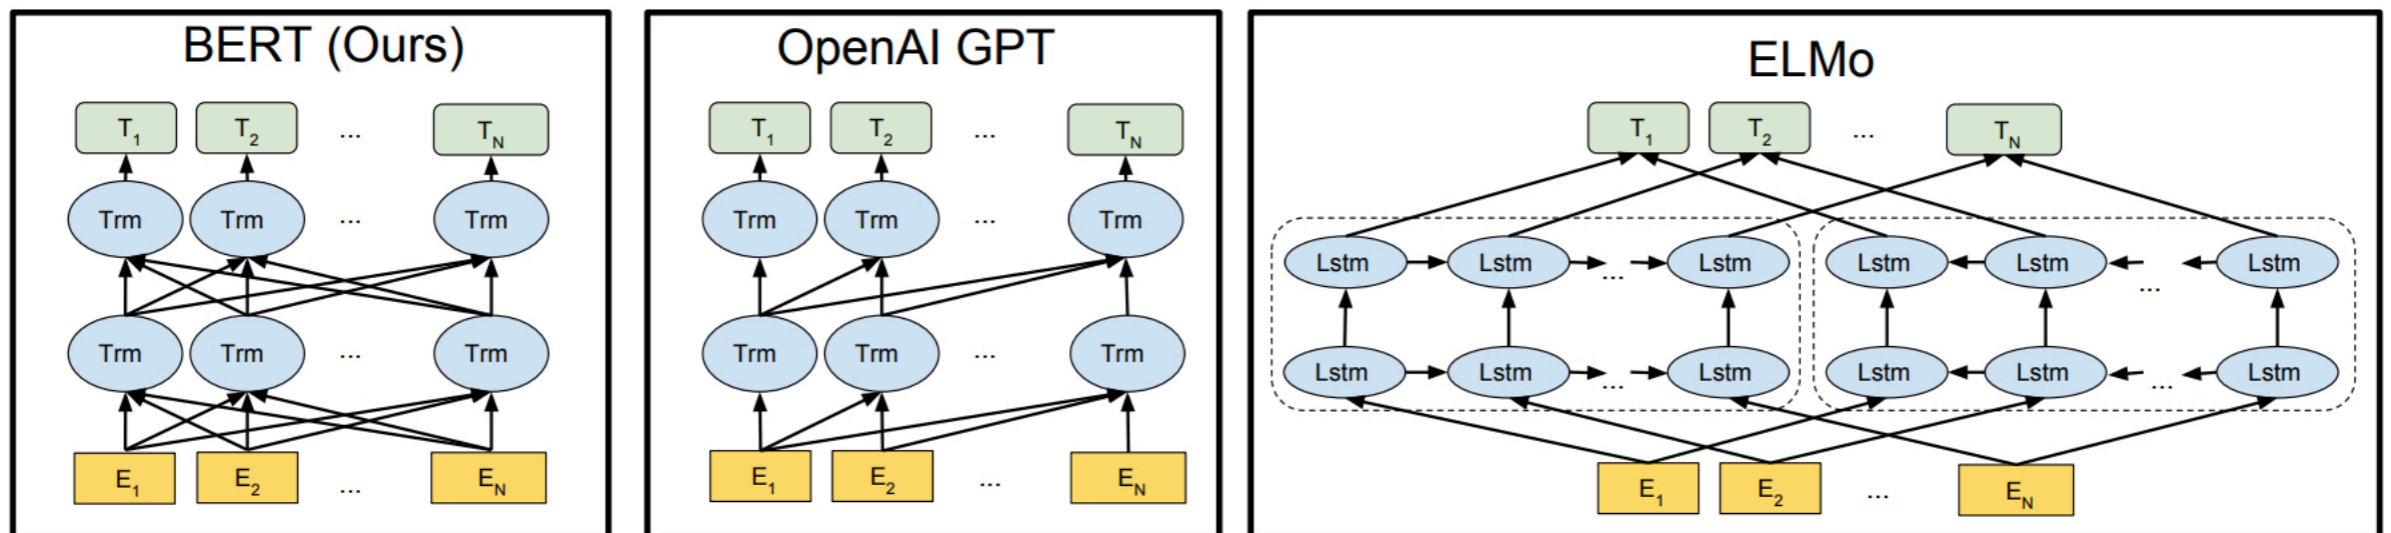 BERT (Ours)
T1 T2 ... TN
Trm Trm ... Trm
Trm Trm ... Trm
E1 E2 ... EN
OpenAI GPT
T1 T2 ... TN
Trm Trm ... Trm
Trm Trm ... Trm
E1 E2 ... EN
ELMo
T1 T2 ... TN
Lstm Lstm ... Lstm Lstm Lstm ... Lstm
Lstm Lstm ... Lstm Lstm Lstm ... Lstm
E1 E2 ... EN